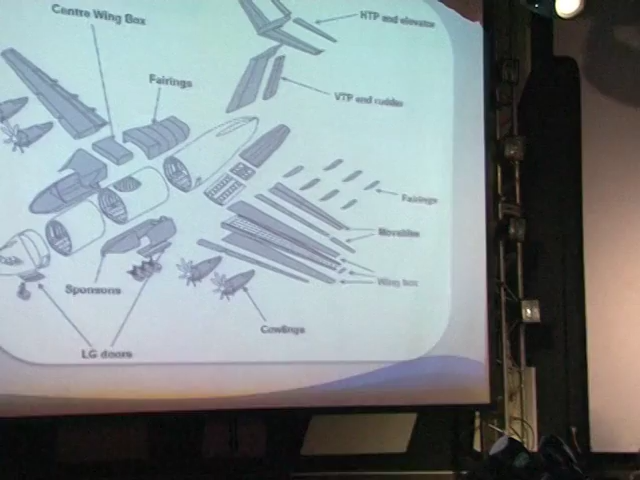 Centre Wing Box
HTP and elevator
Fairings
VTP and rudder
Fairings
Movables
Wing box
Sponsons
Cowlings
LG doors